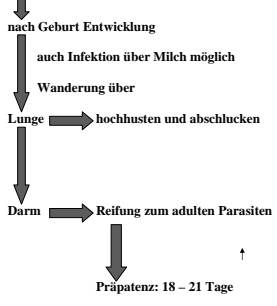 nach Geburt Entwicklung
auch Infektion über Milch möglich
Wanderung über
Lunge hochhusten und abschlucken
Darm Reifung zum adulten Parasiten
Präpatenz: 18 – 21 Tage